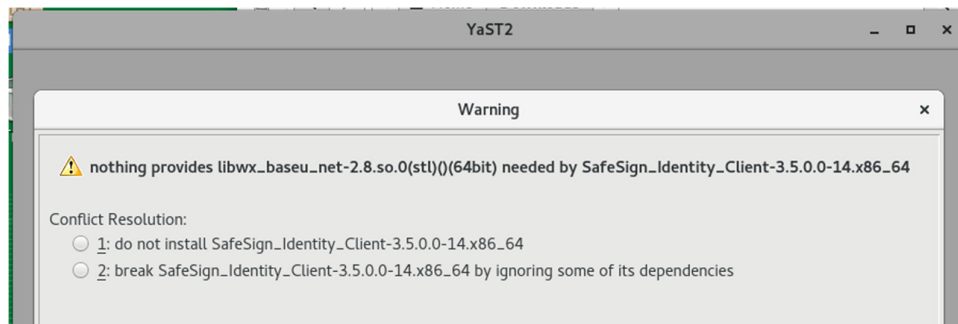 YaST2
Warning
nothing provides libwx_baseu_net-2.8.so.0(stl)()(64bit) needed by SafeSign_Identity_Client-3.5.0.0-14.x86_64
Conflict Resolution:
1: do not install SafeSign_Identity_Client-3.5.0.0-14.x86_64
2: break SafeSign_Identity_Client-3.5.0.0-14.x86_64 by ignoring some of its dependencies